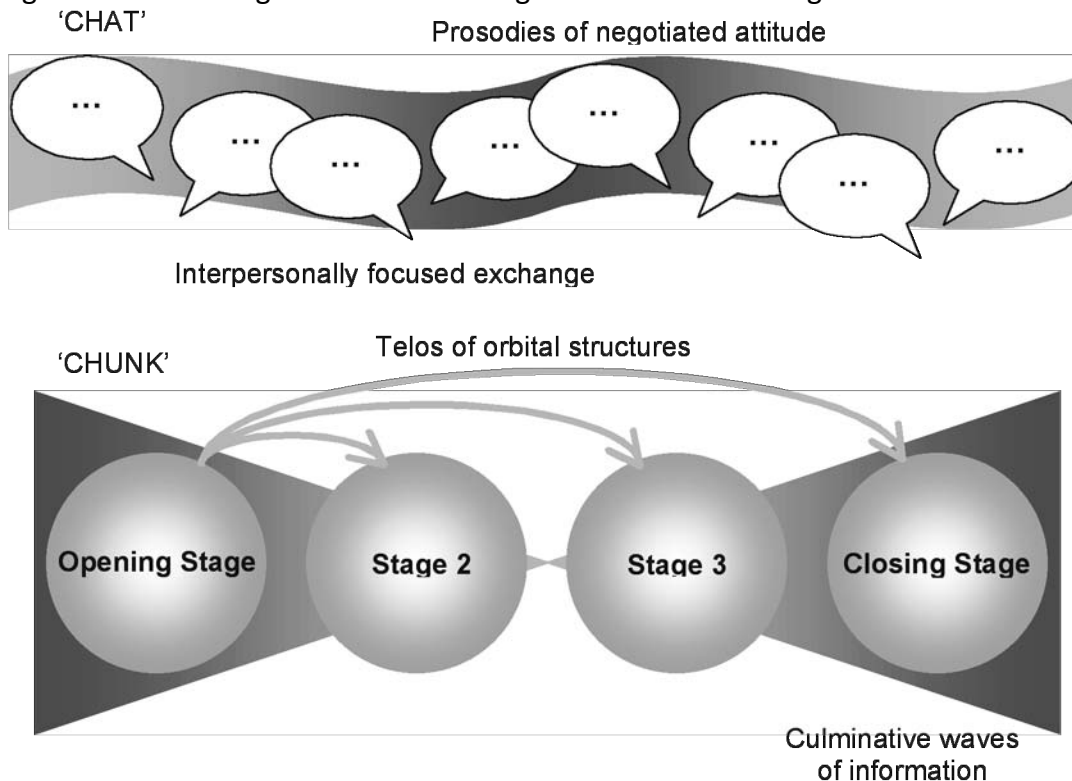 ‘CHAT’
Prosodies of negotiated attitude
...
...
...
...
...
...
...
...
Interpersonally focused exchange
‘CHUNK’
Telos of orbital structures
Opening Stage
Stage 2
Stage 3
Closing Stage
Culminative waves
of information